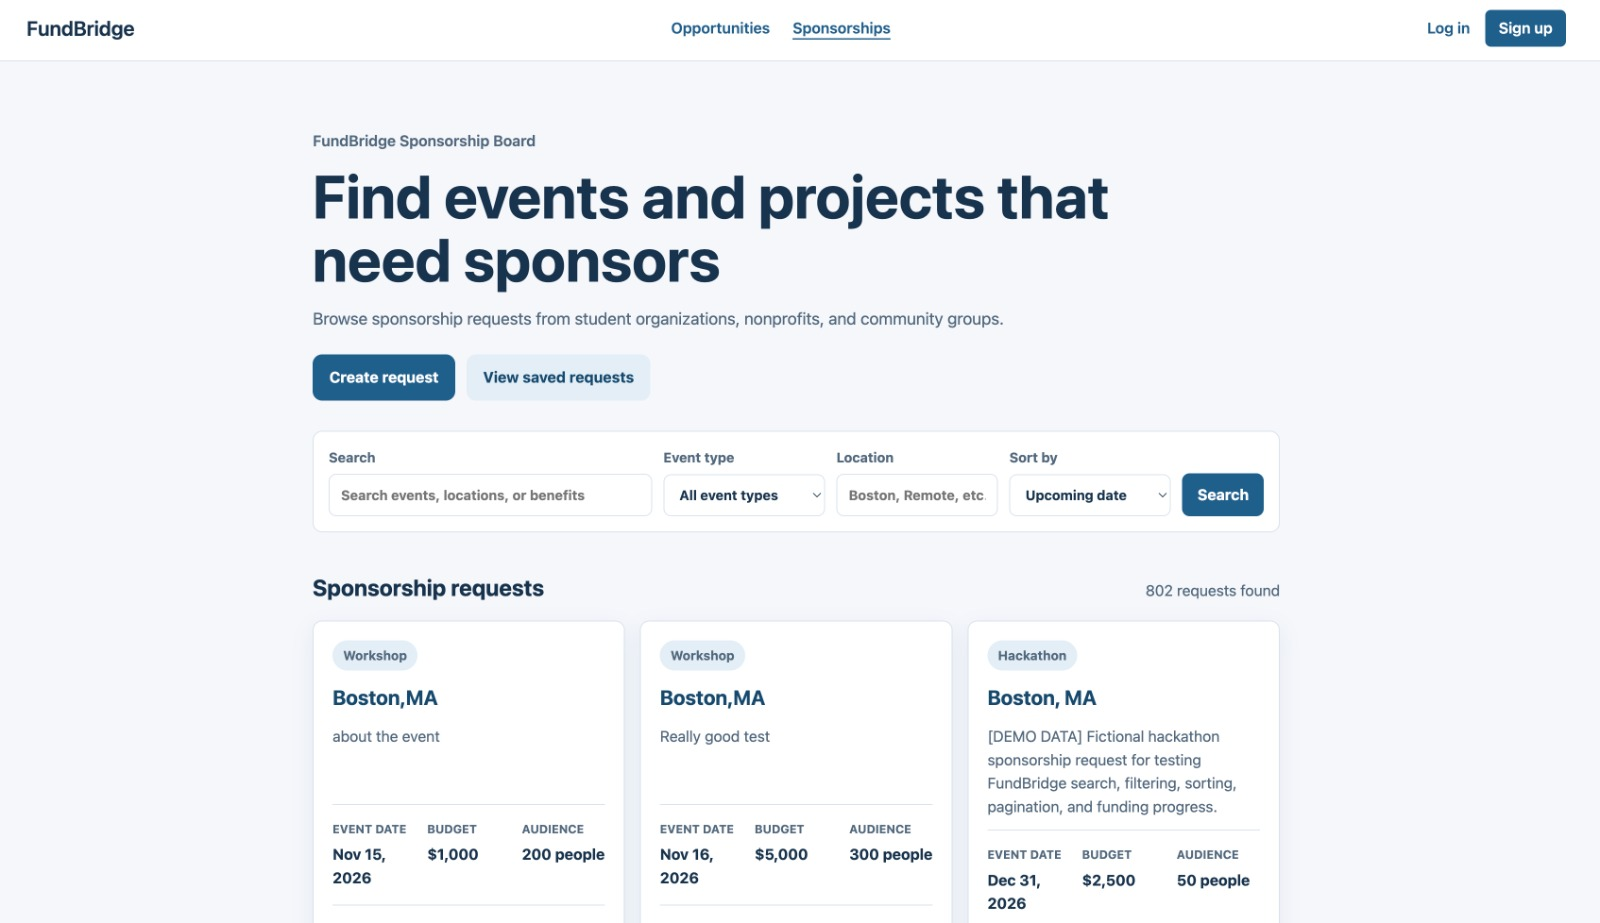 FundBridge
Opportunities
Sponsorships
Log in
Sign up
FundBridge Sponsorship Board
Find events and projects that
need sponsors
Browse sponsorship requests from student organizations, nonprofits, and community groups.
Create request
View saved requests
Search
Event type
Location
Sort by
Search events, locations, or benefits
All event types
Boston, Remote, etc.
Upcoming date
Search
Sponsorship requests
802 requests found
Workshop
Boston,MA
about the event
EVENT DATE
BUDGET
AUDIENCE
Nov 15,
2026
$1,000
200 people
Workshop
Boston,MA
Really good test
EVENT DATE
BUDGET
AUDIENCE
Nov 16,
2026
$5,000
300 people
Hackathon
Boston, MA
[DEMO DATA] Fictional hackathon
sponsorship request for testing
FundBridge search, filtering, sorting,
pagination, and funding progress.
EVENT DATE
BUDGET
AUDIENCE
Dec 31,
2026
$2,500
50 people